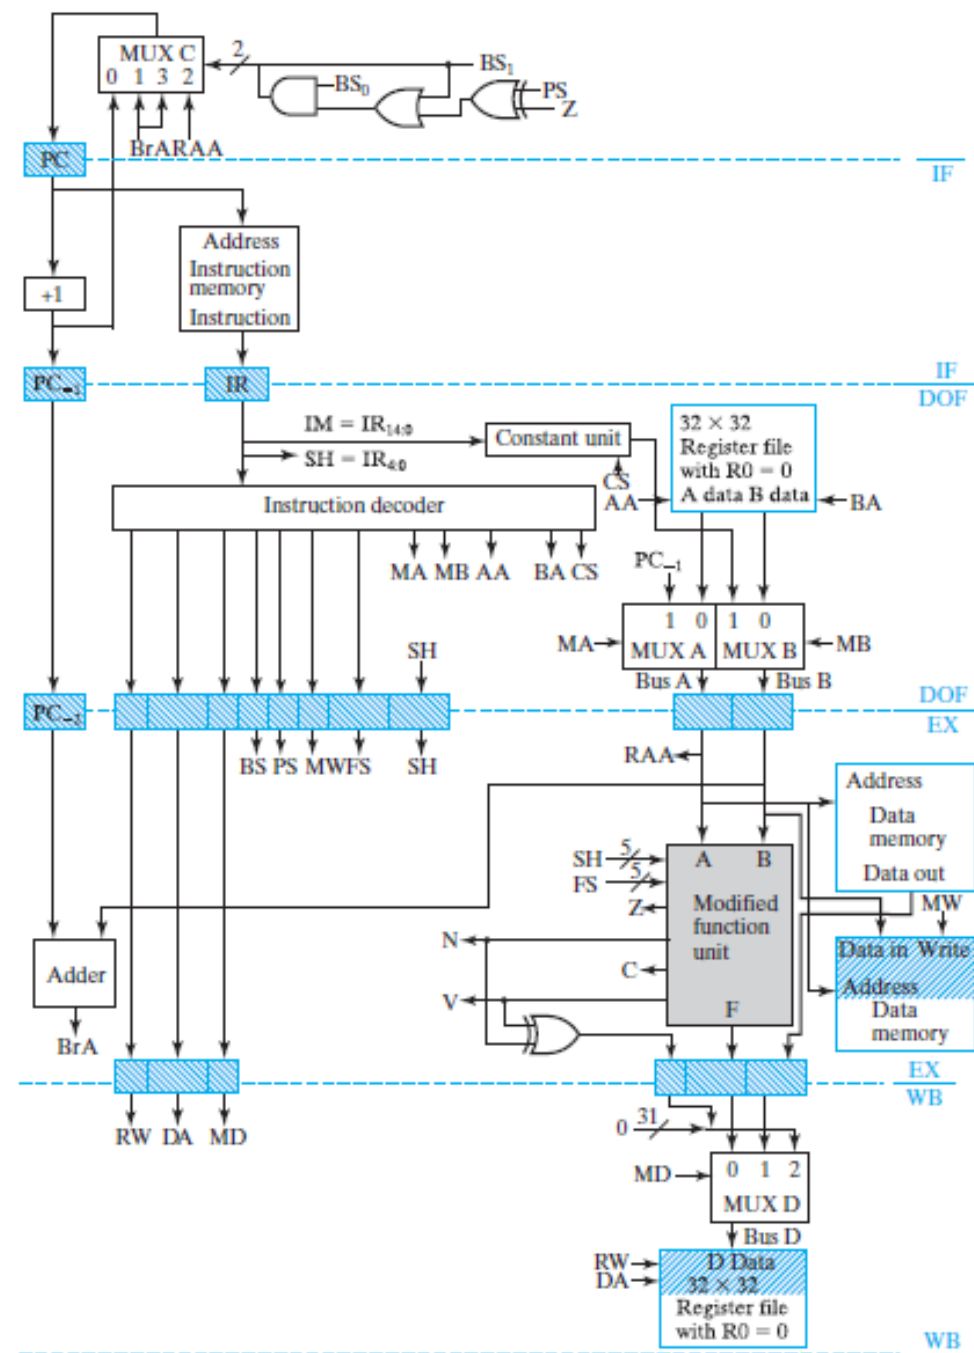 MUX C
0 1 3 2
2
BS₁
BS₀
PS
Z
BrA RAA
PC
IF
Address
Instruction
memory
Instruction
+1
PC₋₁
IR
IF
DOF
IM = IR₁₄:₀
SH = IR₄:₀
Constant unit
CS
32 × 32
Register file
with R0 = 0
A data B data
AA
BA
Instruction decoder
MA MB AA BA CS
PC₋₁
1 0 1 0
MUX A MUX B
MA
MB
SH
Bus A
Bus B
DOF
EX
PC₋₂
BS PS MW FS SH
RAA
Address
Data
memory
Data out
MW
SH 5
FS 5
A B
Modified
function
unit
F
Z
N
C
V
Data in Write
Address
Data
memory
Adder
BrA
EX
WB
RW DA MD
0 31
MD
0 1 2
MUX D
Bus D
RW
DA
D Data
32 × 32
Register file
with R0 = 0
WB